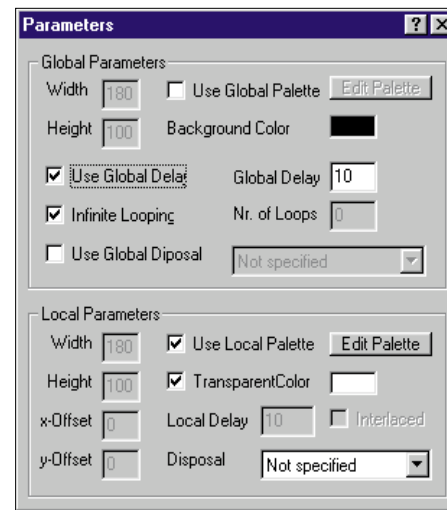 Parameters
Global Parameters
Width 180 Use Global Palette Edit Palette
Height 100 Background Color
Use Global Delay Global Delay 10
Infinite Looping Nr. of Loops 0
Use Global Diposal Not specified
Local Parameters
Width 180 Use Local Palette Edit Palette
Height 100 TransparentColor
x-Offset 0 Local Delay 10 Interlaced
y-Offset 0 Disposal Not specified